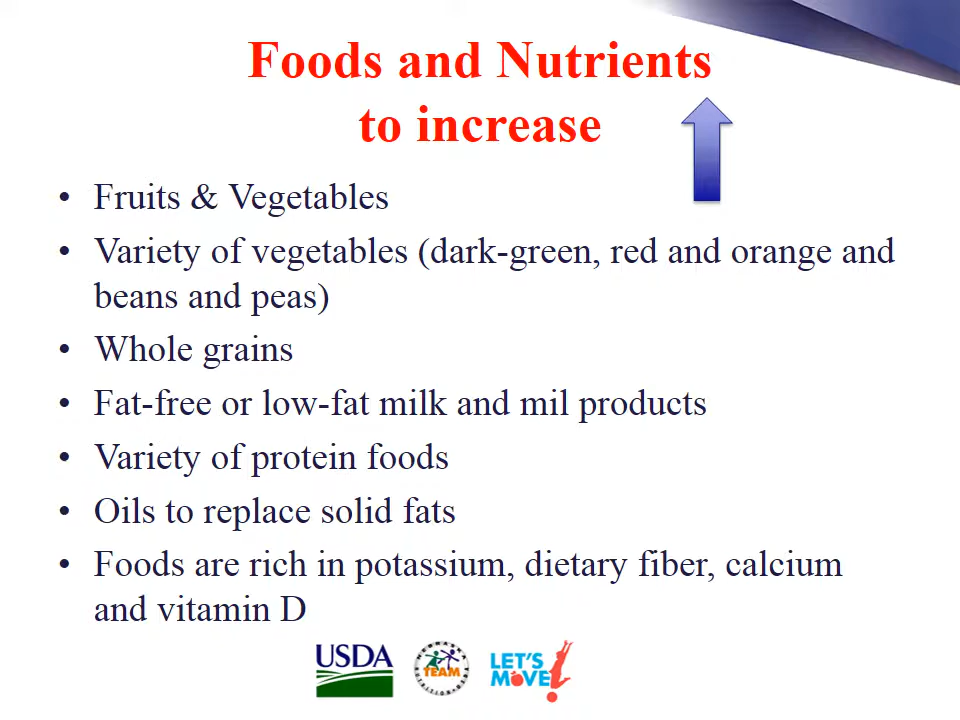 Foods and Nutrients
to increase
• Fruits & Vegetables
• Variety of vegetables (dark-green, red and orange and
beans and peas)
• Whole grains
• Fat-free or low-fat milk and mil products
• Variety of protein foods
• Oils to replace solid fats
• Foods are rich in potassium, dietary fiber, calcium
and vitamin D
USDA
TEAM
LET'S
MOVE!